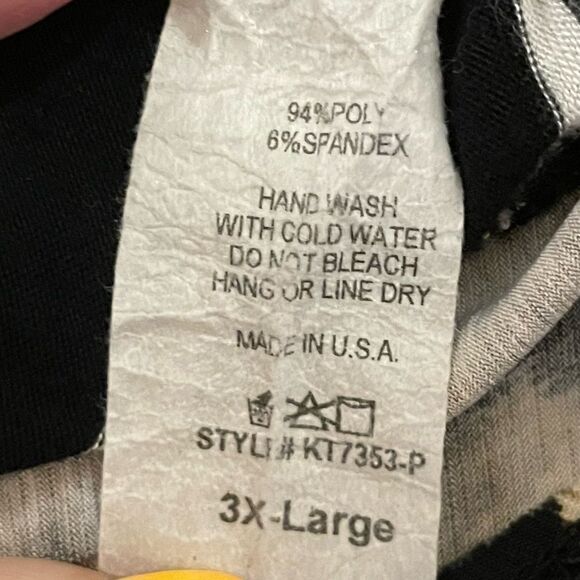 94%POLY
6%SPANDEX
HAND WASH
WITH COLD WATER
DO NOT BLEACH
HANG OR LINE DRY
MADE IN U.S.A.
STYLE# KT7353-P
3X-Large